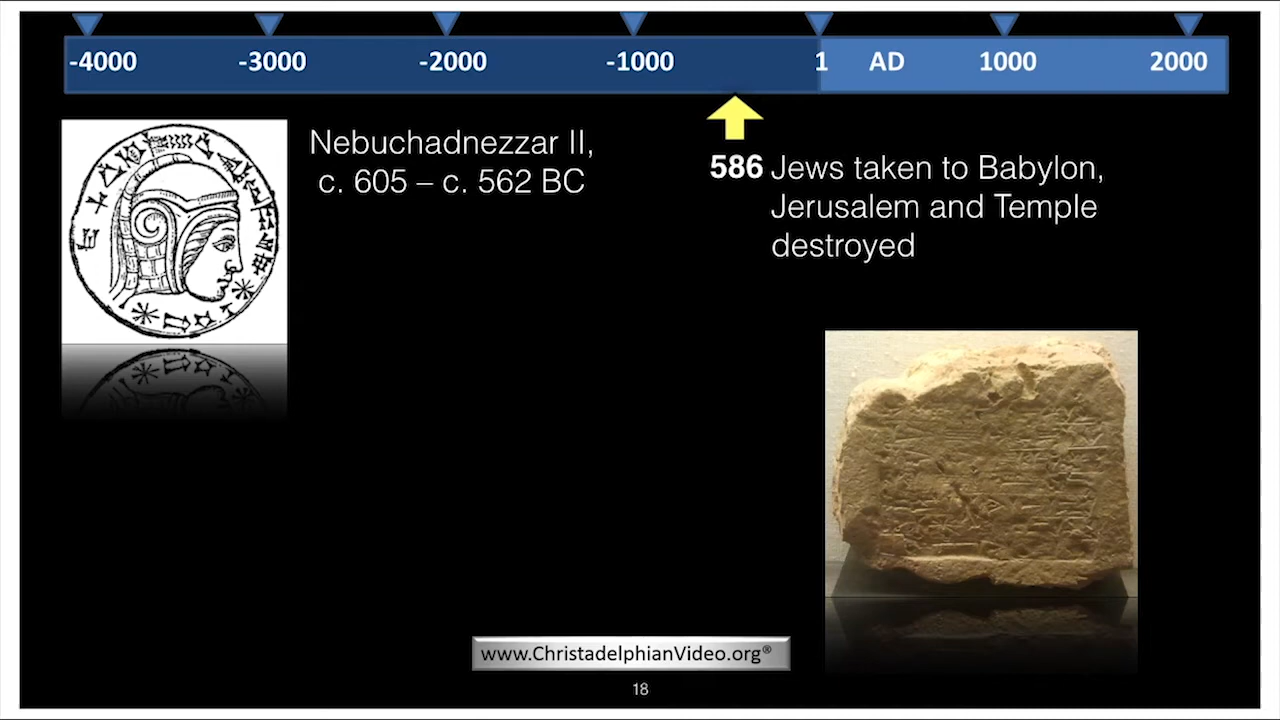 -4000 -3000 -2000 -1000 1 AD 1000 2000
Nebuchadnezzar II,
c. 605 – c. 562 BC
586 Jews taken to Babylon,
Jerusalem and Temple
destroyed
www.ChristadelphianVideo.org®
18